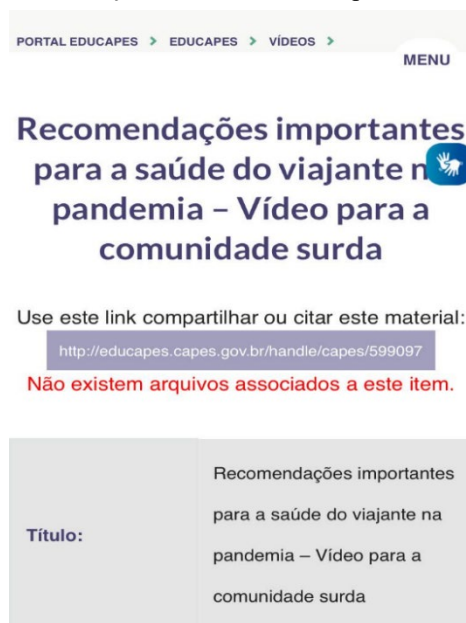 PORTAL EDUCAPES > EDUCAPES > VÍDEOS >
MENU
Recomendações importantes
para a saúde do viajante n
pandemia – Vídeo para a
comunidade surda
Use este link compartilhar ou citar este material:
http://educapes.capes.gov.br/handle/capes/599097
Não existem arquivos associados a este item.
Título:
Recomendações importantes
para a saúde do viajante na
pandemia – Vídeo para a
comunidade surda